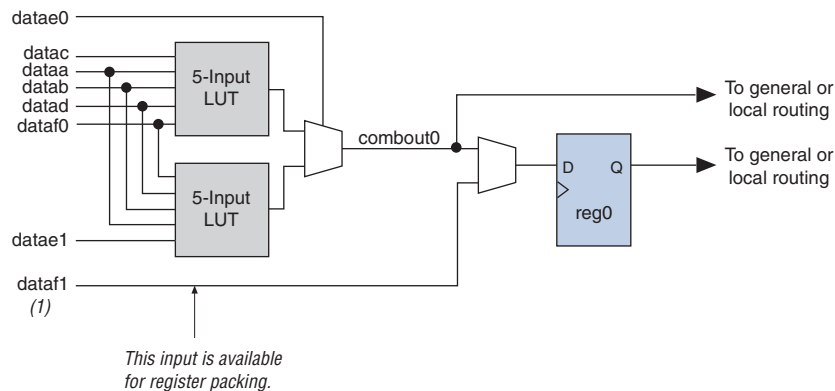 datae0
datac
dataa
datab
datad
dataf0
5-Input
LUT
5-Input
LUT
combout0
To general or
local routing
D
Q
reg0
To general or
local routing
datae1
dataf1
(1)
This input is available
for register packing.